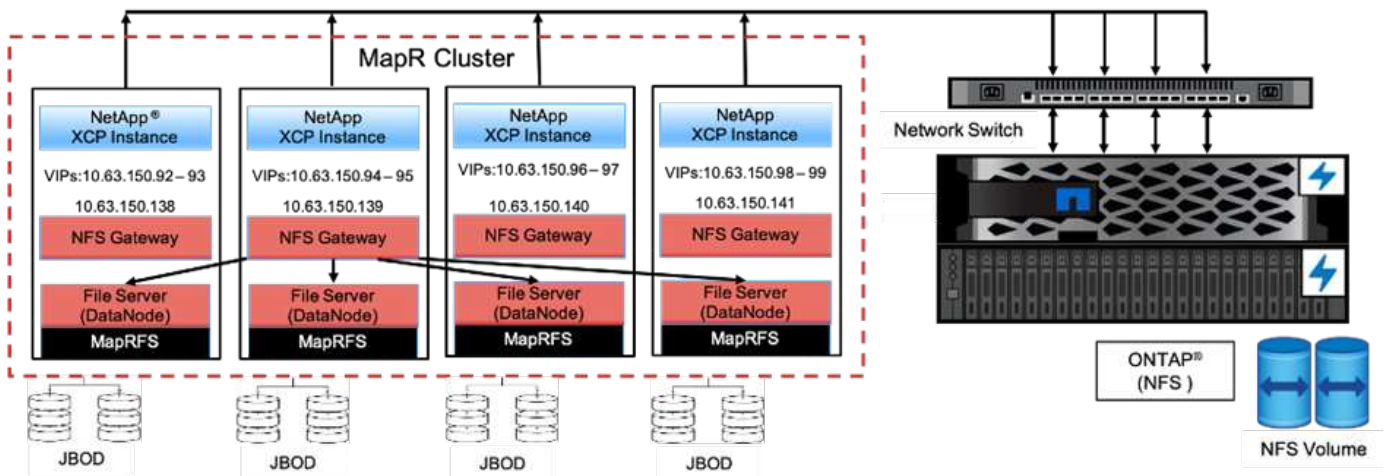 MapR Cluster
NetApp®
XCP Instance
VIPs:10.63.150.92–93
10.63.150.138
NFS Gateway
File Server
(DataNode)
MapRFS
JBOD
NetApp
XCP Instance
VIPs:10.63.150.94–95
10.63.150.139
NFS Gateway
File Server
(DataNode)
MapRFS
JBOD
NetApp
XCP Instance
VIPs:10.63.150.96–97
10.63.150.140
NFS Gateway
File Server
(DataNode)
MapRFS
JBOD
NetApp
XCP Instance
VIPs:10.63.150.98–99
10.63.150.141
NFS Gateway
File Server
(DataNode)
MapRFS
JBOD
Network Switch
ONTAP®
(NFS )
NFS Volume